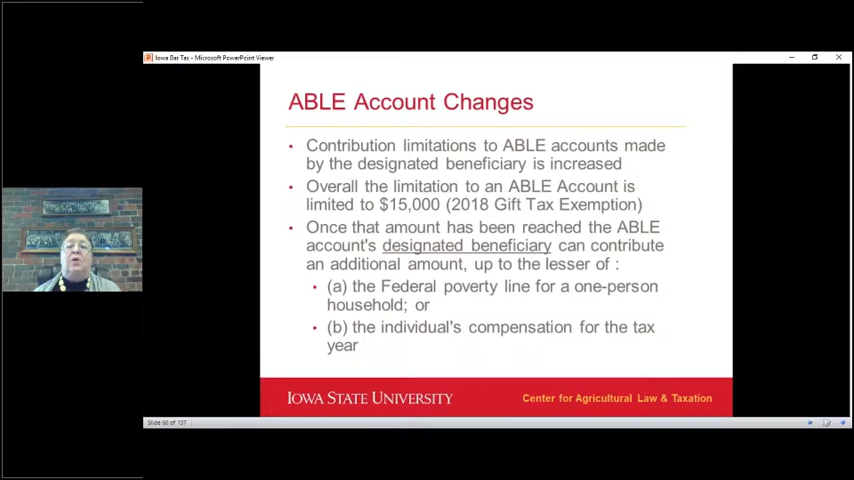 Iowa Bar Tax - Microsoft PowerPoint Viewer
ABLE Account Changes
• Contribution limitations to ABLE accounts made
by the designated beneficiary is increased
• Overall the limitation to an ABLE Account is
limited to $15,000 (2018 Gift Tax Exemption)
• Once that amount has been reached the ABLE
account's designated beneficiary can contribute
an additional amount, up to the lesser of :
• (a) the Federal poverty line for a one-person
household; or
• (b) the individual's compensation for the tax
year
IOWA STATE UNIVERSITY
Center for Agricultural Law & Taxation
Slide 60 of 157